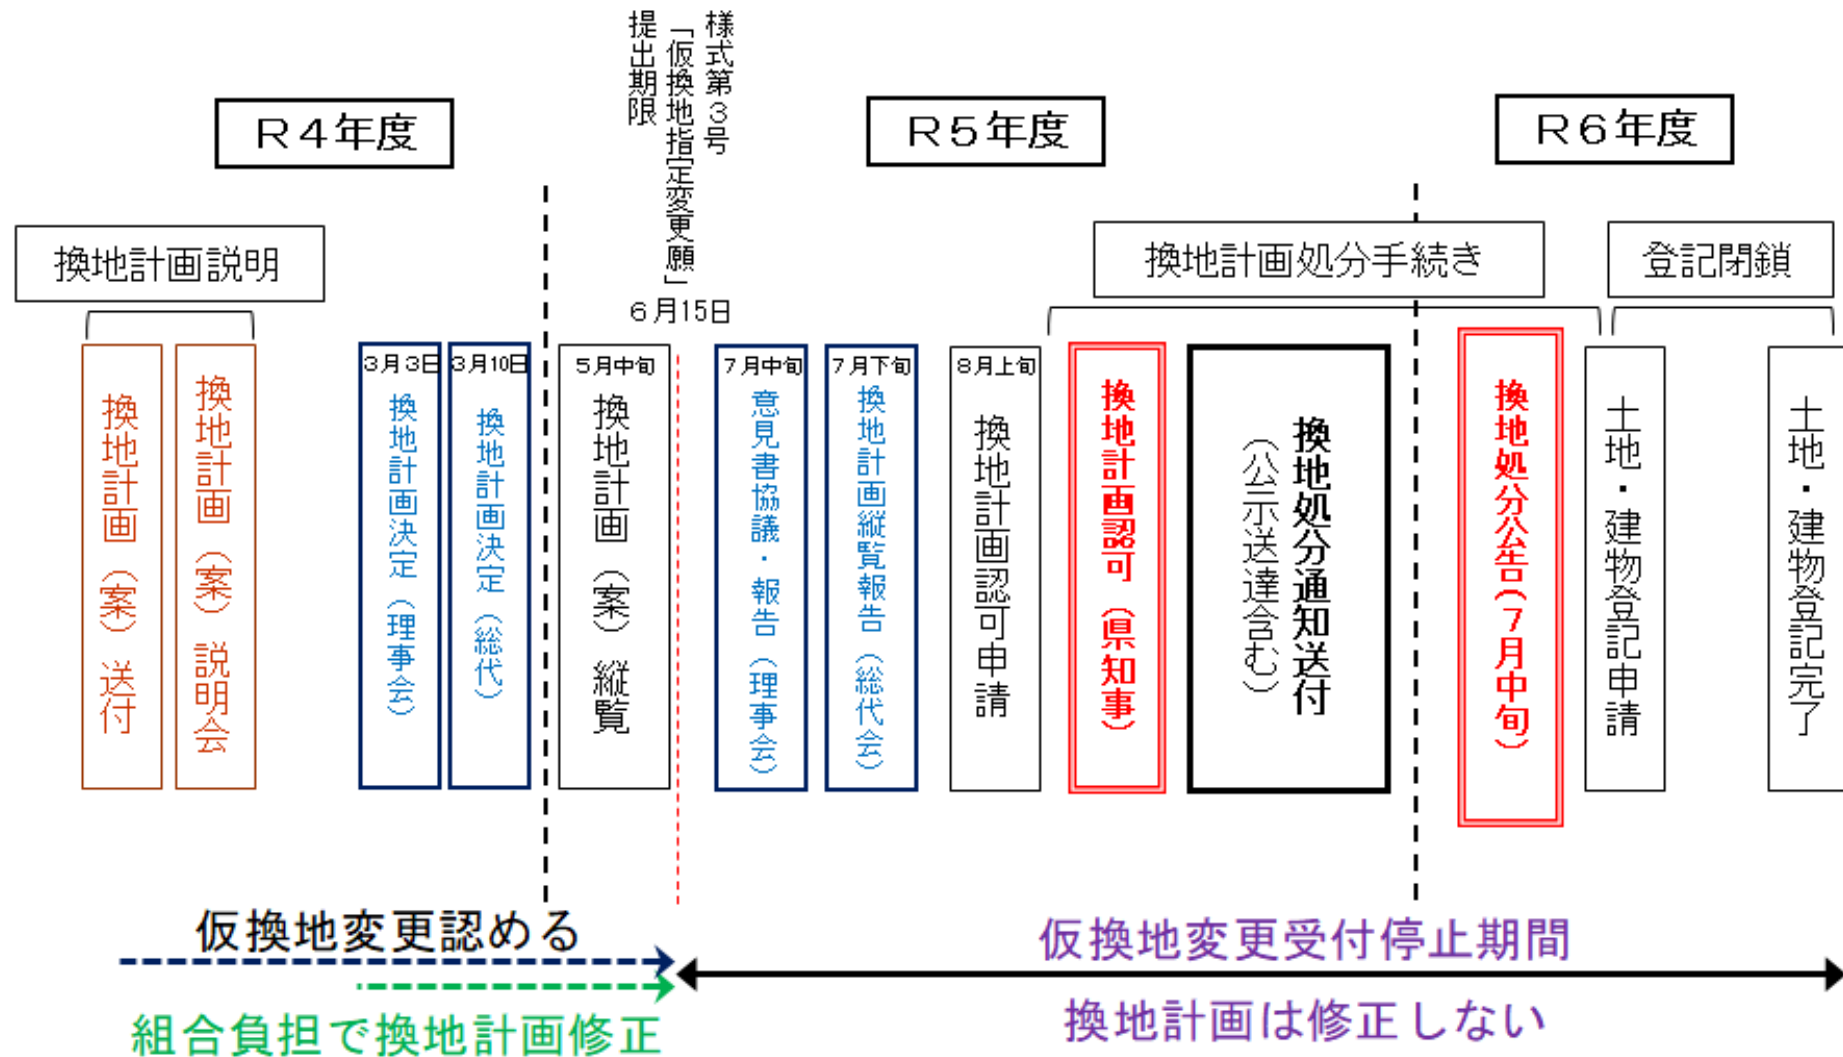 様式第３号
「仮換地指定変更願」
提出期限
６月15日
Ｒ４年度
Ｒ５年度
Ｒ６年度
換地計画説明
換地計画処分手続き
登記閉鎖
換地計画（案）送付
換地計画（案）説明会
３月３日
換地計画決定（理事会）
３月10日
換地計画決定（総代）
５月中旬
換地計画（案）縦覧
７月中旬
意見書協議・報告（理事会）
７月下旬
換地計画縦覧報告（総代会）
８月上旬
換地計画認可申請
換地計画認可（県知事）
換地処分通知送付
（公示送達含む）
換地処分公告（７月中旬）
土地・建物登記申請
土地・建物登記完了
仮換地変更認める
組合負担で換地計画修正
仮換地変更受付停止期間
換地計画は修正しない